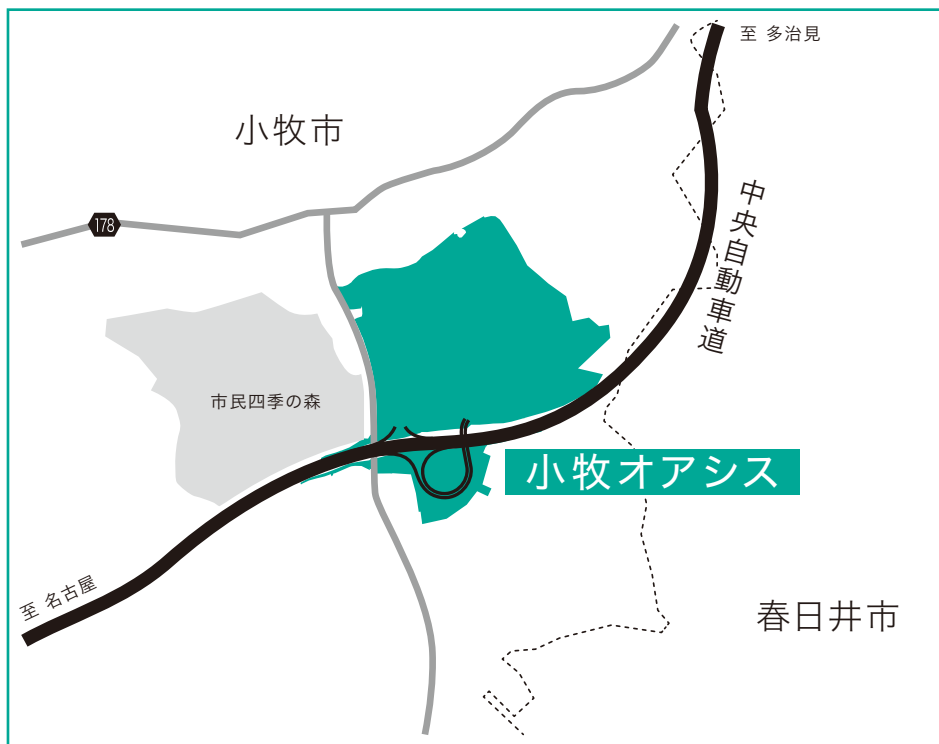 至 多治見
小牧市
178
中央自動車道
市民四季の森
小牧オアシス
至 名古屋
春日井市